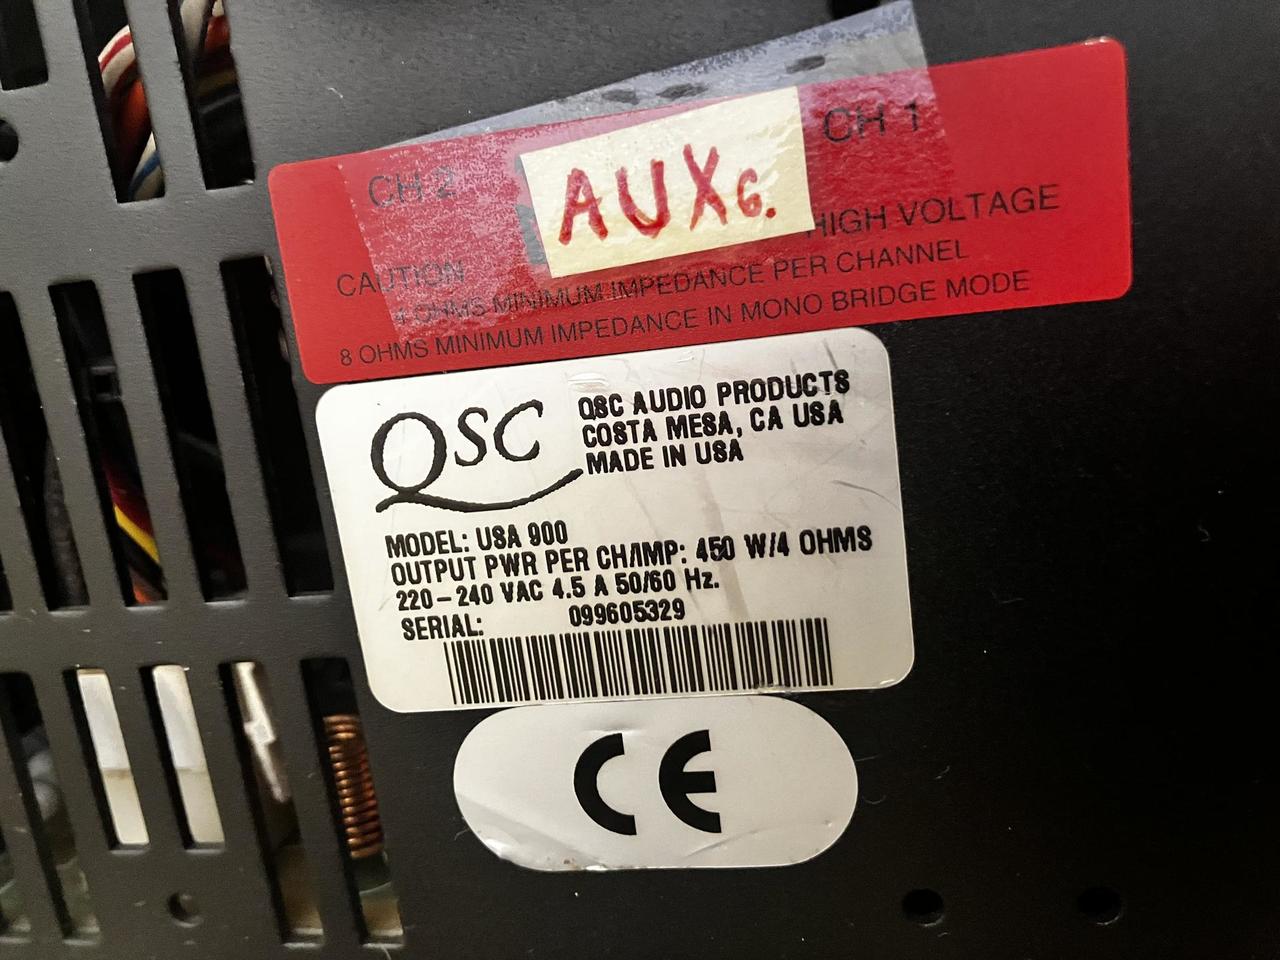 CH 2
CH 1
AUX6.
CAUTION HIGH VOLTAGE
4 OHMS MINIMUM IMPEDANCE PER CHANNEL
8 OHMS MINIMUM IMPEDANCE IN MONO BRIDGE MODE
QSC
QSC AUDIO PRODUCTS
COSTA MESA, CA USA
MADE IN USA
MODEL: USA 900
OUTPUT PWR PER CH/IMP: 450 W/4 OHMS
220-240 VAC 4.5 A 50/60 Hz.
SERIAL: 099605329
CE